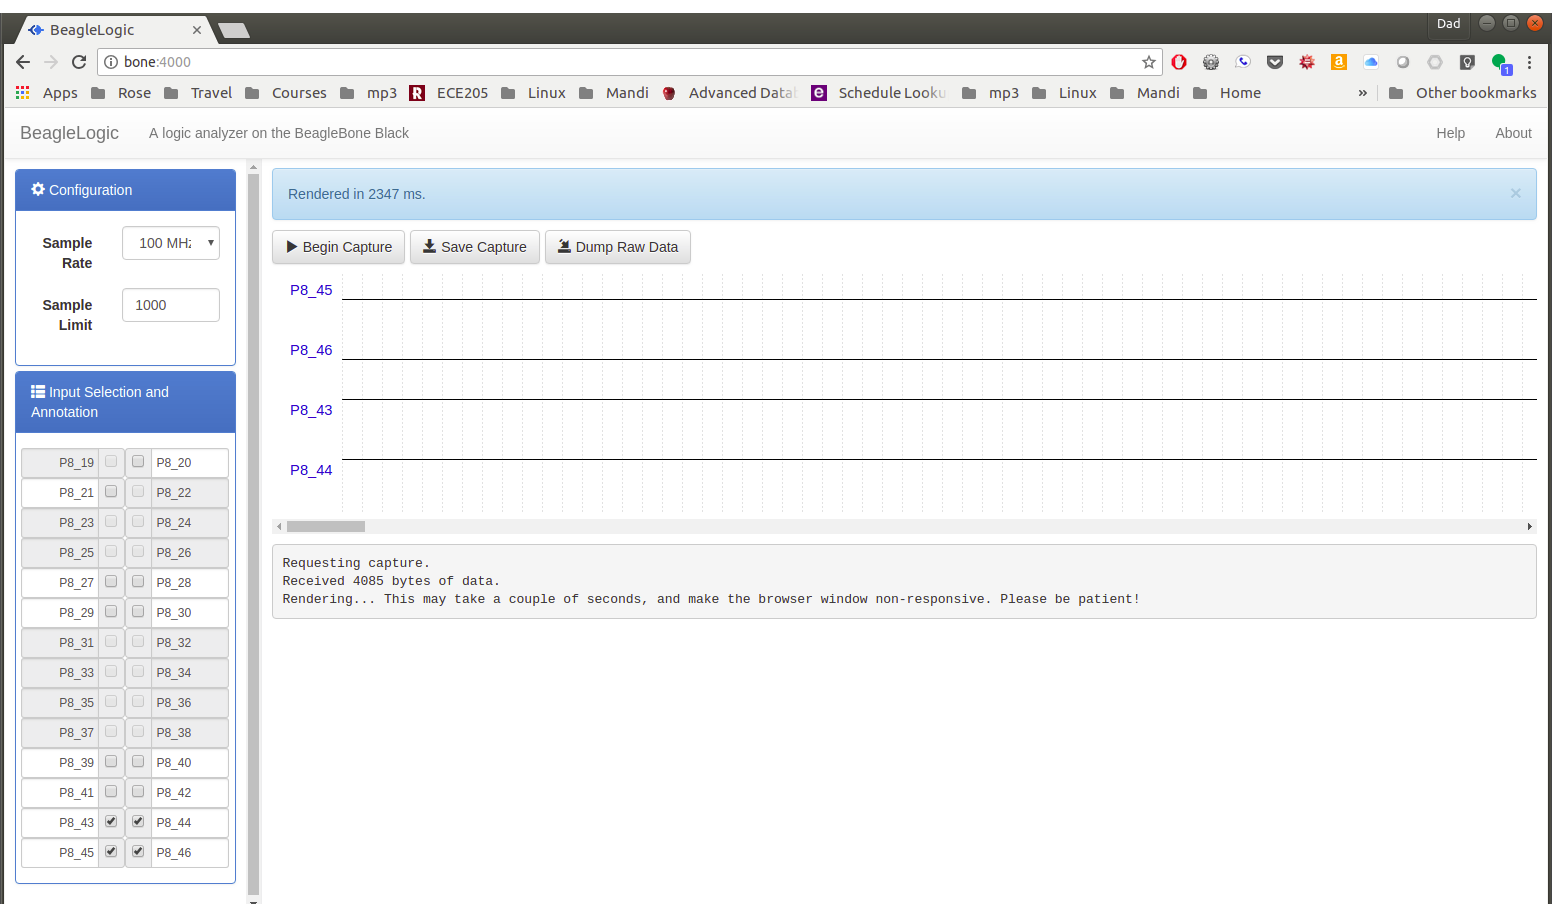 BeagleLogic
Dad
bone:4000
1
Apps Rose Travel Courses mp3 R ECE205 Linux Mandi Advanced Datab e Schedule Looku mp3 Linux Mandi Home » Other bookmarks
BeagleLogic A logic analyzer on the BeagleBone Black Help About
Configuration
Sample Rate 100 MHz
Sample Limit 1000
Input Selection and
Annotation
P8_19 P8_20
P8_21 P8_22
P8_23 P8_24
P8_25 P8_26
P8_27 P8_28
P8_29 P8_30
P8_31 P8_32
P8_33 P8_34
P8_35 P8_36
P8_37 P8_38
P8_39 P8_40
P8_41 P8_42
P8_43 P8_44
P8_45 P8_46
Rendered in 2347 ms. ×
Begin Capture Save Capture Dump Raw Data
P8_45
P8_46
P8_43
P8_44
Requesting capture.
Received 4085 bytes of data.
Rendering... This may take a couple of seconds, and make the browser window non-responsive. Please be patient!